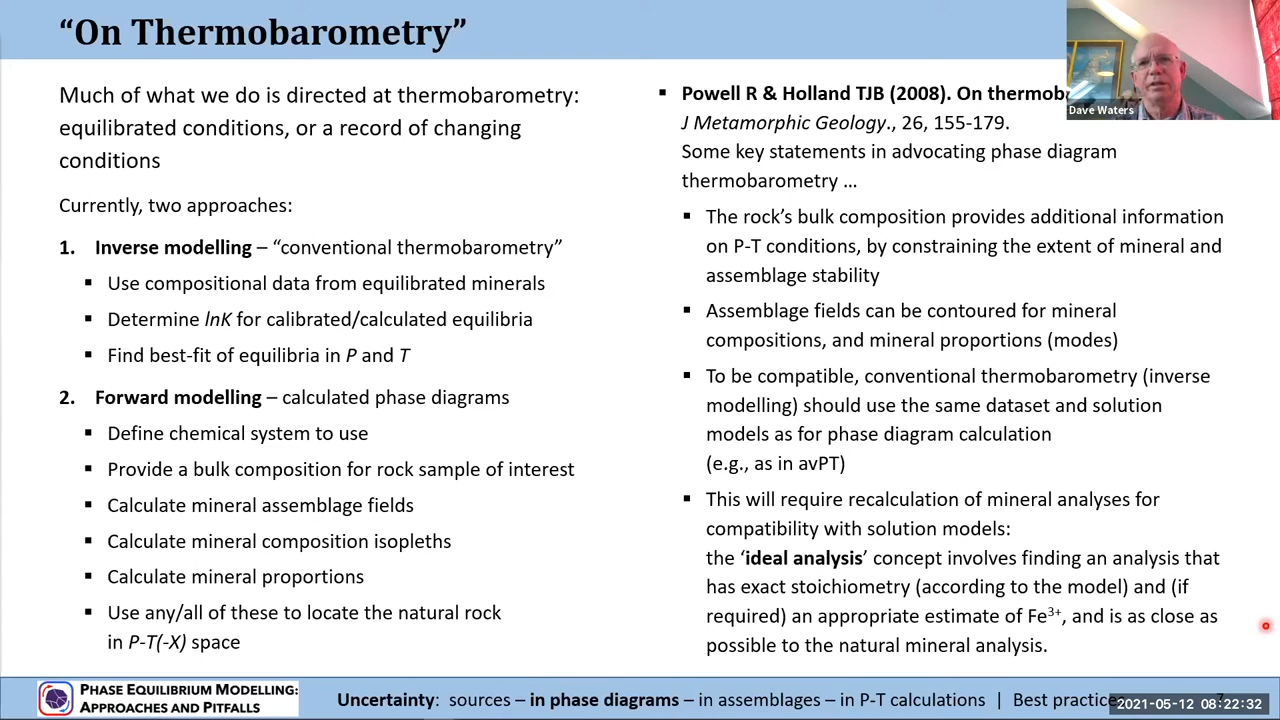 “On Thermobarometry”
Much of what we do is directed at thermobarometry:
equilibrated conditions, or a record of changing
conditions
Currently, two approaches:
1. Inverse modelling – “conventional thermobarometry”
▪ Use compositional data from equilibrated minerals
▪ Determine lnK for calibrated/calculated equilibria
▪ Find best-fit of equilibria in P and T
2. Forward modelling – calculated phase diagrams
▪ Define chemical system to use
▪ Provide a bulk composition for rock sample of interest
▪ Calculate mineral assemblage fields
▪ Calculate mineral composition isopleths
▪ Calculate mineral proportions
▪ Use any/all of these to locate the natural rock
in P-T(-X) space
▪ Powell R & Holland TJB (2008). On
J Metamorphic Geology., 26, 155-179.
Some key statements in advocating phase diagram
thermobarometry …
▪ The rock’s bulk composition provides additional information
on P-T conditions, by constraining the extent of mineral and
assemblage stability
▪ Assemblage fields can be contoured for mineral
compositions, and mineral proportions (modes)
▪ To be compatible, conventional thermobarometry (inverse
modelling) should use the same dataset and solution
models as for phase diagram calculation
(e.g., as in avPT)
▪ This will require recalculation of mineral analyses for
compatibility with solution models:
the ‘ideal analysis’ concept involves finding an analysis that
has exact stoichiometry (according to the model) and (if
required) an appropriate estimate of Fe³⁺, and is as close as
possible to the natural mineral analysis.
Dave Waters
PHASE EQUILIBRIUM MODELLING:
APPROACHES AND PITFALLS
Uncertainty: sources – in phase diagrams – in assemblages – in P-T calculations | Best practices
2021-05-12 08:22:32